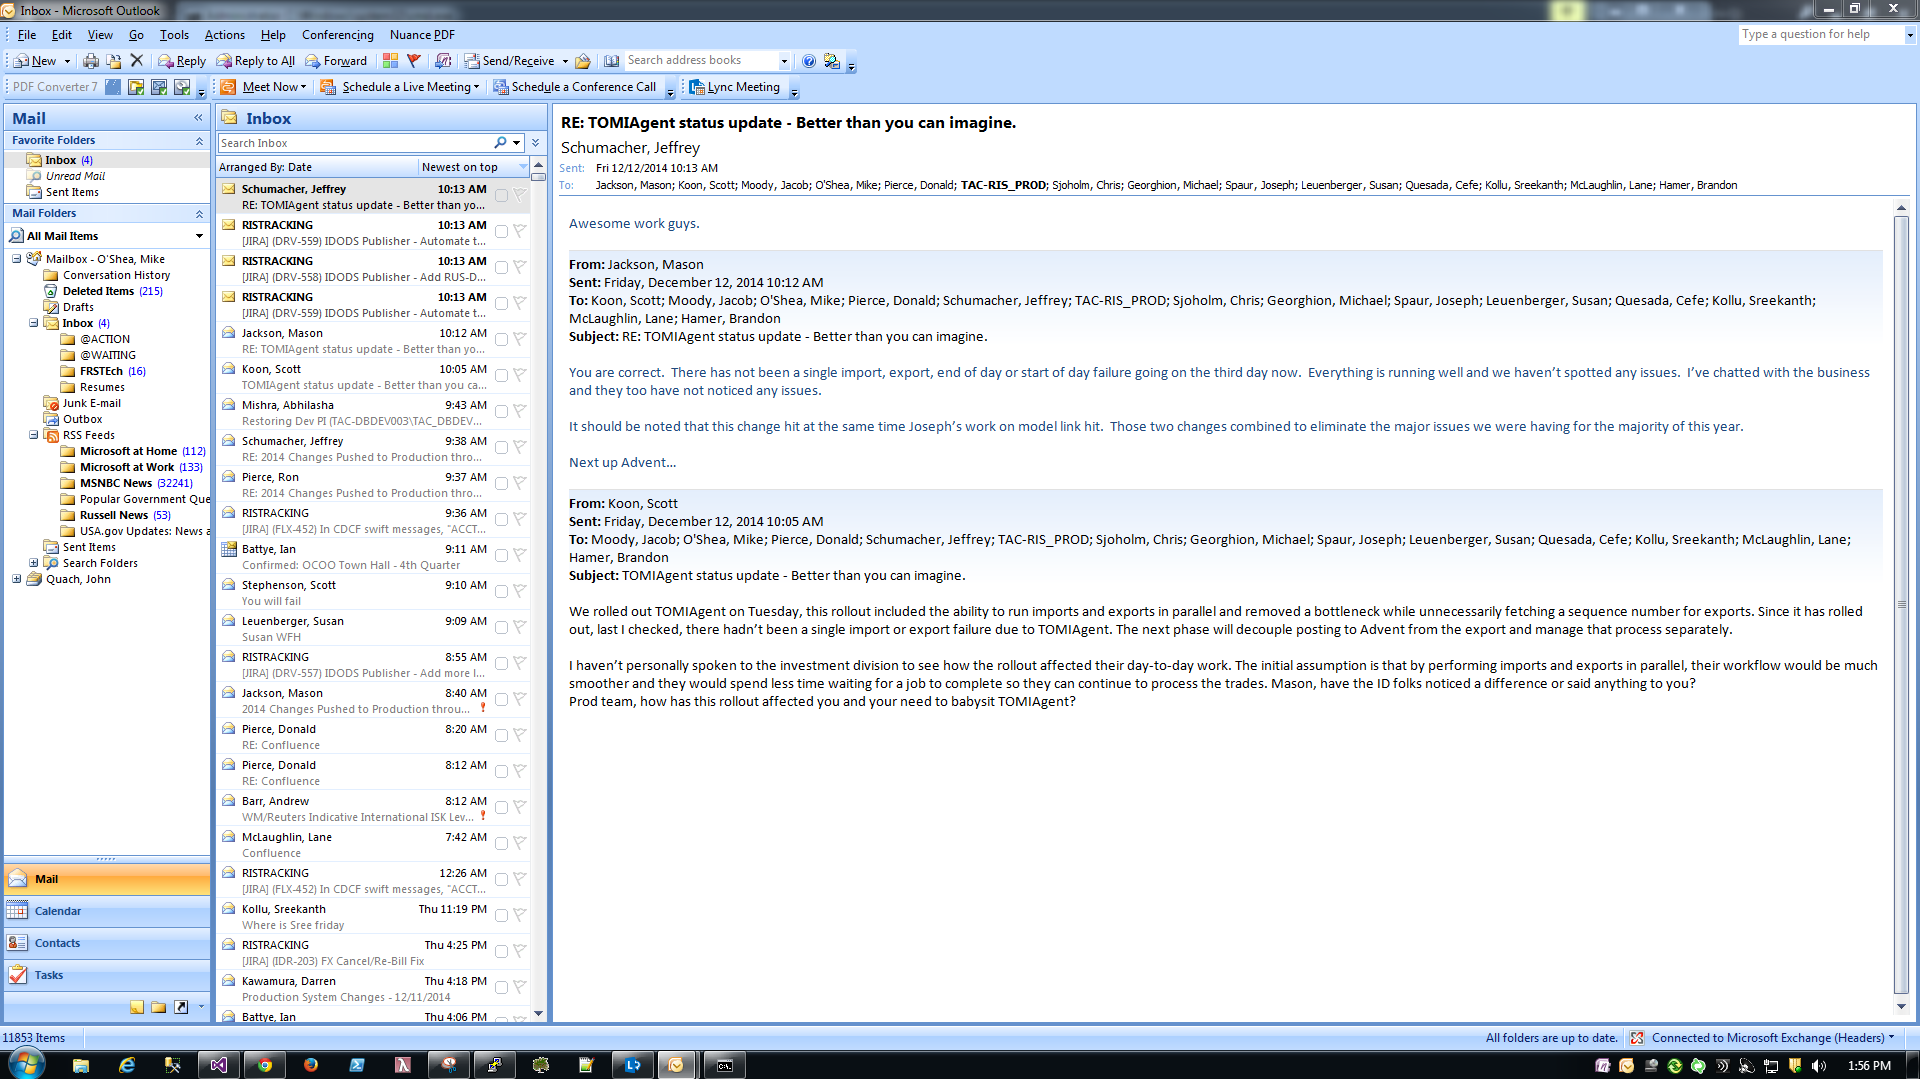 Inbox - Microsoft Outlook
File Edit View Go Tools Actions Help Conferencing Nuance PDF
Type a question for help
New Reply Reply to All Forward Send/Receive Search address books
PDF Converter 7 Meet Now Schedule a Live Meeting Schedule a Conference Call Lync Meeting
Mail
Favorite Folders
Inbox (4)
Unread Mail
Sent Items
Mail Folders
All Mail Items
Mailbox - O'Shea, Mike
Conversation History
Deleted Items (215)
Drafts
Inbox (4)
@ACTION
@WAITING
FRSTEch (16)
Resumes
Junk E-mail
Outbox
RSS Feeds
Microsoft at Home (112)
Microsoft at Work (133)
MSNBC News (32241)
Popular Government Que
Russell News (53)
USA.gov Updates: News a
Sent Items
Search Folders
Quach, John
Mail
Calendar
Contacts
Tasks
Inbox
Search Inbox
Arranged By: Date Newest on top
Schumacher, Jeffrey 10:13 AM
RE: TOMIAgent status update - Better than yo...
RISTRACKING 10:13 AM
[JIRA] (DRV-559) IDODS Publisher - Automate t...
RISTRACKING 10:13 AM
[JIRA] (DRV-558) IDODS Publisher - Add RUS-D...
RISTRACKING 10:13 AM
[JIRA] (DRV-559) IDODS Publisher - Automate t...
Jackson, Mason 10:12 AM
RE: TOMIAgent status update - Better than yo...
Koon, Scott 10:05 AM
TOMIAgent status update - Better than you ca...
Mishra, Abhilasha 9:43 AM
Restoring Dev PI (TAC-DBDEV003\TAC_DBDEV...
Schumacher, Jeffrey 9:38 AM
RE: 2014 Changes Pushed to Production thro...
Pierce, Ron 9:37 AM
RE: 2014 Changes Pushed to Production thro...
RISTRACKING 9:36 AM
[JIRA] (FLX-452) In CDCF swift messages, "ACCT...
Battye, Ian 9:11 AM
Confirmed: OCOO Town Hall - 4th Quarter
Stephenson, Scott 9:10 AM
You will fail
Leuenberger, Susan 9:09 AM
Susan WFH
RISTRACKING 8:55 AM
[JIRA] (DRV-557) IDODS Publisher - Add more l...
Jackson, Mason 8:40 AM
2014 Changes Pushed to Production throu...
Pierce, Donald 8:20 AM
RE: Confluence
Pierce, Donald 8:12 AM
RE: Confluence
Barr, Andrew 8:12 AM
WM/Reuters Indicative International ISK Lev...
McLaughlin, Lane 7:42 AM
Confluence
RISTRACKING 12:26 AM
[JIRA] (FLX-452) In CDCF swift messages, "ACCT...
Kollu, Sreekanth Thu 11:19 PM
Where is Sree friday
RISTRACKING Thu 4:25 PM
[JIRA] (IDR-203) FX Cancel/Re-Bill Fix
Kawamura, Darren Thu 4:18 PM
Production System Changes - 12/11/2014
Battye, Ian Thu 4:06 PM
RE: TOMIAgent status update - Better than you can imagine.
Schumacher, Jeffrey
Sent: Fri 12/12/2014 10:13 AM
To: Jackson, Mason; Koon, Scott; Moody, Jacob; O'Shea, Mike; Pierce, Donald; TAC-RIS_PROD; Sjoholm, Chris; Georghion, Michael; Spaur, Joseph; Leuenberger, Susan; Quesada, Cefe; Kollu, Sreekanth; McLaughlin, Lane; Hamer, Brandon
Awesome work guys.
From: Jackson, Mason
Sent: Friday, December 12, 2014 10:12 AM
To: Koon, Scott; Moody, Jacob; O'Shea, Mike; Pierce, Donald; Schumacher, Jeffrey; TAC-RIS_PROD; Sjoholm, Chris; Georghion, Michael; Spaur, Joseph; Leuenberger, Susan; Quesada, Cefe; Kollu, Sreekanth;
McLaughlin, Lane; Hamer, Brandon
Subject: RE: TOMIAgent status update - Better than you can imagine.
You are correct. There has not been a single import, export, end of day or start of day failure going on the third day now. Everything is running well and we haven't spotted any issues. I've chatted with the business
and they too have not noticed any issues.
It should be noted that this change hit at the same time Joseph's work on model link hit. Those two changes combined to eliminate the major issues we were having for the majority of this year.
Next up Advent...
From: Koon, Scott
Sent: Friday, December 12, 2014 10:05 AM
To: Moody, Jacob; O'Shea, Mike; Pierce, Donald; Schumacher, Jeffrey; TAC-RIS_PROD; Sjoholm, Chris; Georghion, Michael; Spaur, Joseph; Leuenberger, Susan; Quesada, Cefe; Kollu, Sreekanth; McLaughlin, Lane;
Hamer, Brandon
Subject: TOMIAgent status update - Better than you can imagine.
We rolled out TOMIAgent on Tuesday, this rollout included the ability to run imports and exports in parallel and removed a bottleneck while unnecessarily fetching a sequence number for exports. Since it has rolled
out, last I checked, there hadn't been a single import or export failure due to TOMIAgent. The next phase will decouple posting to Advent from the export and manage that process separately.
I haven't personally spoken to the investment division to see how the rollout affected their day-to-day work. The initial assumption is that by performing imports and exports in parallel, their workflow would be much
smoother and they would spend less time waiting for a job to complete so they can continue to process the trades. Mason, have the ID folks noticed a difference or said anything to you?
Prod team, how has this rollout affected you and your need to babysit TOMIAgent?
11853 Items
All folders are up to date. Connected to Microsoft Exchange (Headers)
1:56 PM